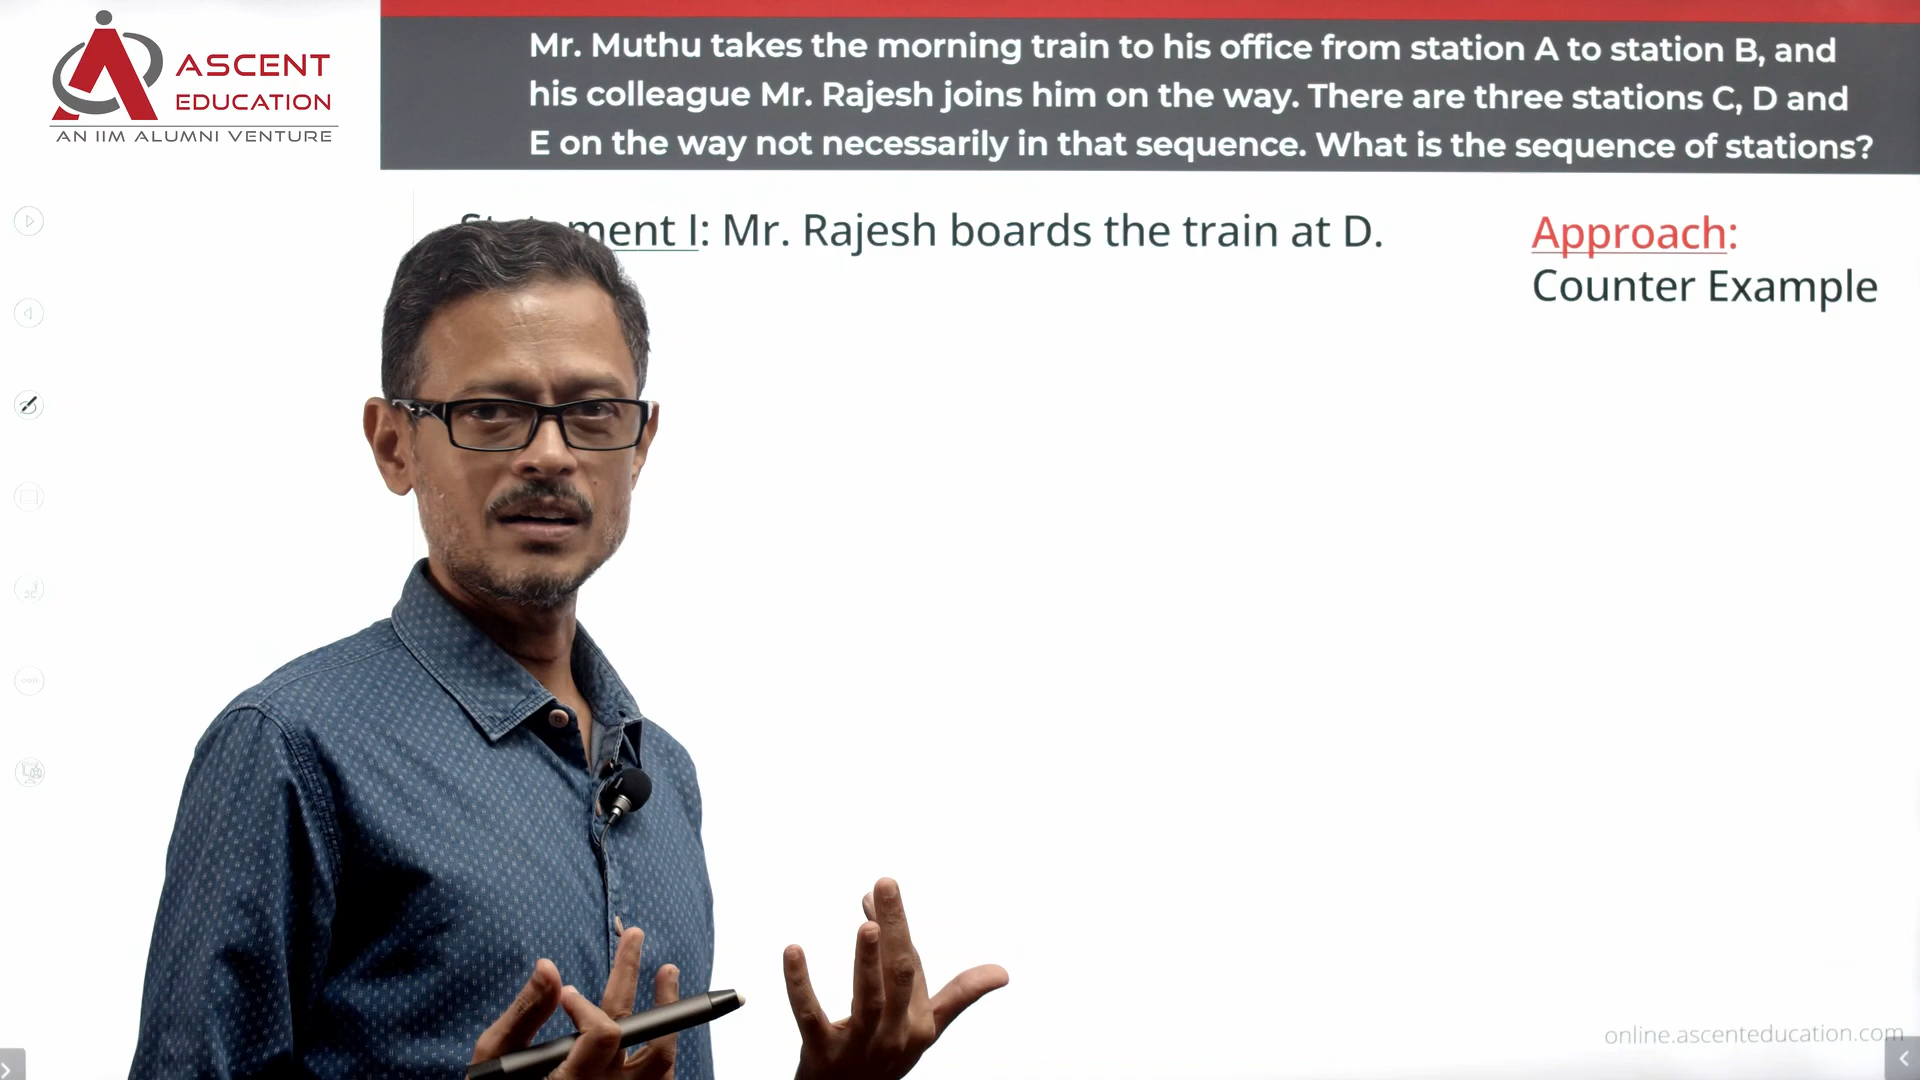 ASCENT
EDUCATION
AN IIM ALUMNI VENTURE
Mr. Muthu takes the morning train to his office from station A to station B, and
his colleague Mr. Rajesh joins him on the way. There are three stations C, D and
E on the way not necessarily in that sequence. What is the sequence of stations?
Statement I: Mr. Rajesh boards the train at D.
Approach:
Counter Example
online.ascenteducation.com